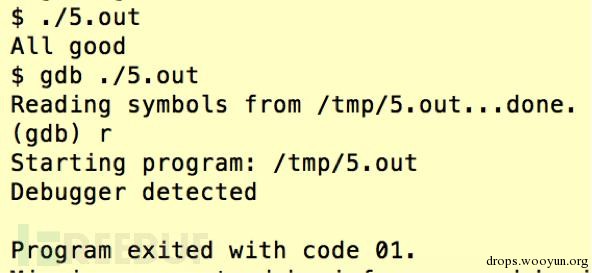 $ ./5.out
All good
$ gdb ./5.out
Reading symbols from /tmp/5.out...done.
(gdb) r
Starting program: /tmp/5.out
Debugger detected
REEBUF
Program exited with code 01.
drops.wooyun.org